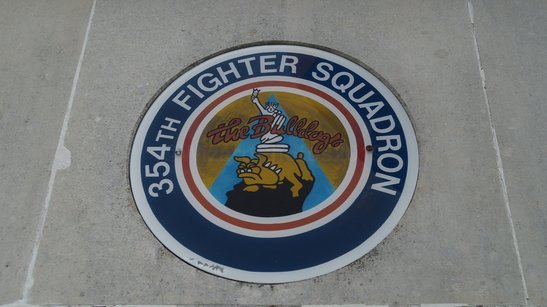 354TH FIGHTER SQUADRON
the Bulldogs